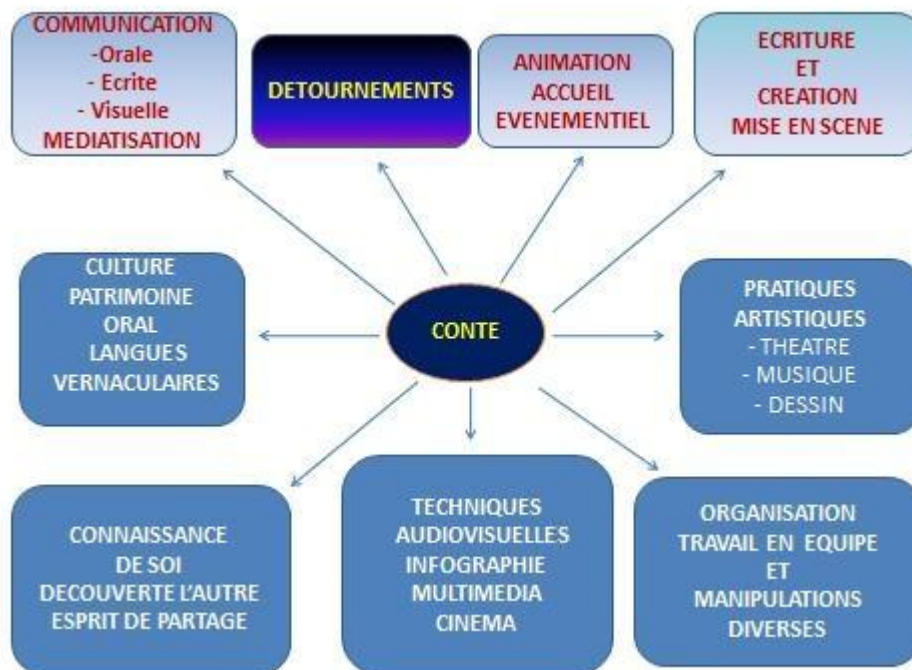 COMMUNICATION
-Orale
- Ecrite
- Visuelle
MEDIATISATION
DETOURNEMENTS
ANIMATION
ACCUEIL
EVENEMENTIEL
ECRITURE
ET
CREATION
MISE EN SCENE
CULTURE
PATRIMOINE
ORAL
LANGUES
VERNACULAIRES
CONTE
PRATIQUES
ARTISTIQUES
- THEATRE
- MUSIQUE
- DESSIN
CONNAISSANCE
DE SOI
DECOUVERTE L'AUTRE
ESPRIT DE PARTAGE
TECHNIQUES
AUDIOVISUELLES
INFOGRAPHIE
MULTIMEDIA
CINEMA
ORGANISATION
TRAVAIL EN EQUIPE
ET
MANIPULATIONS
DIVERSES